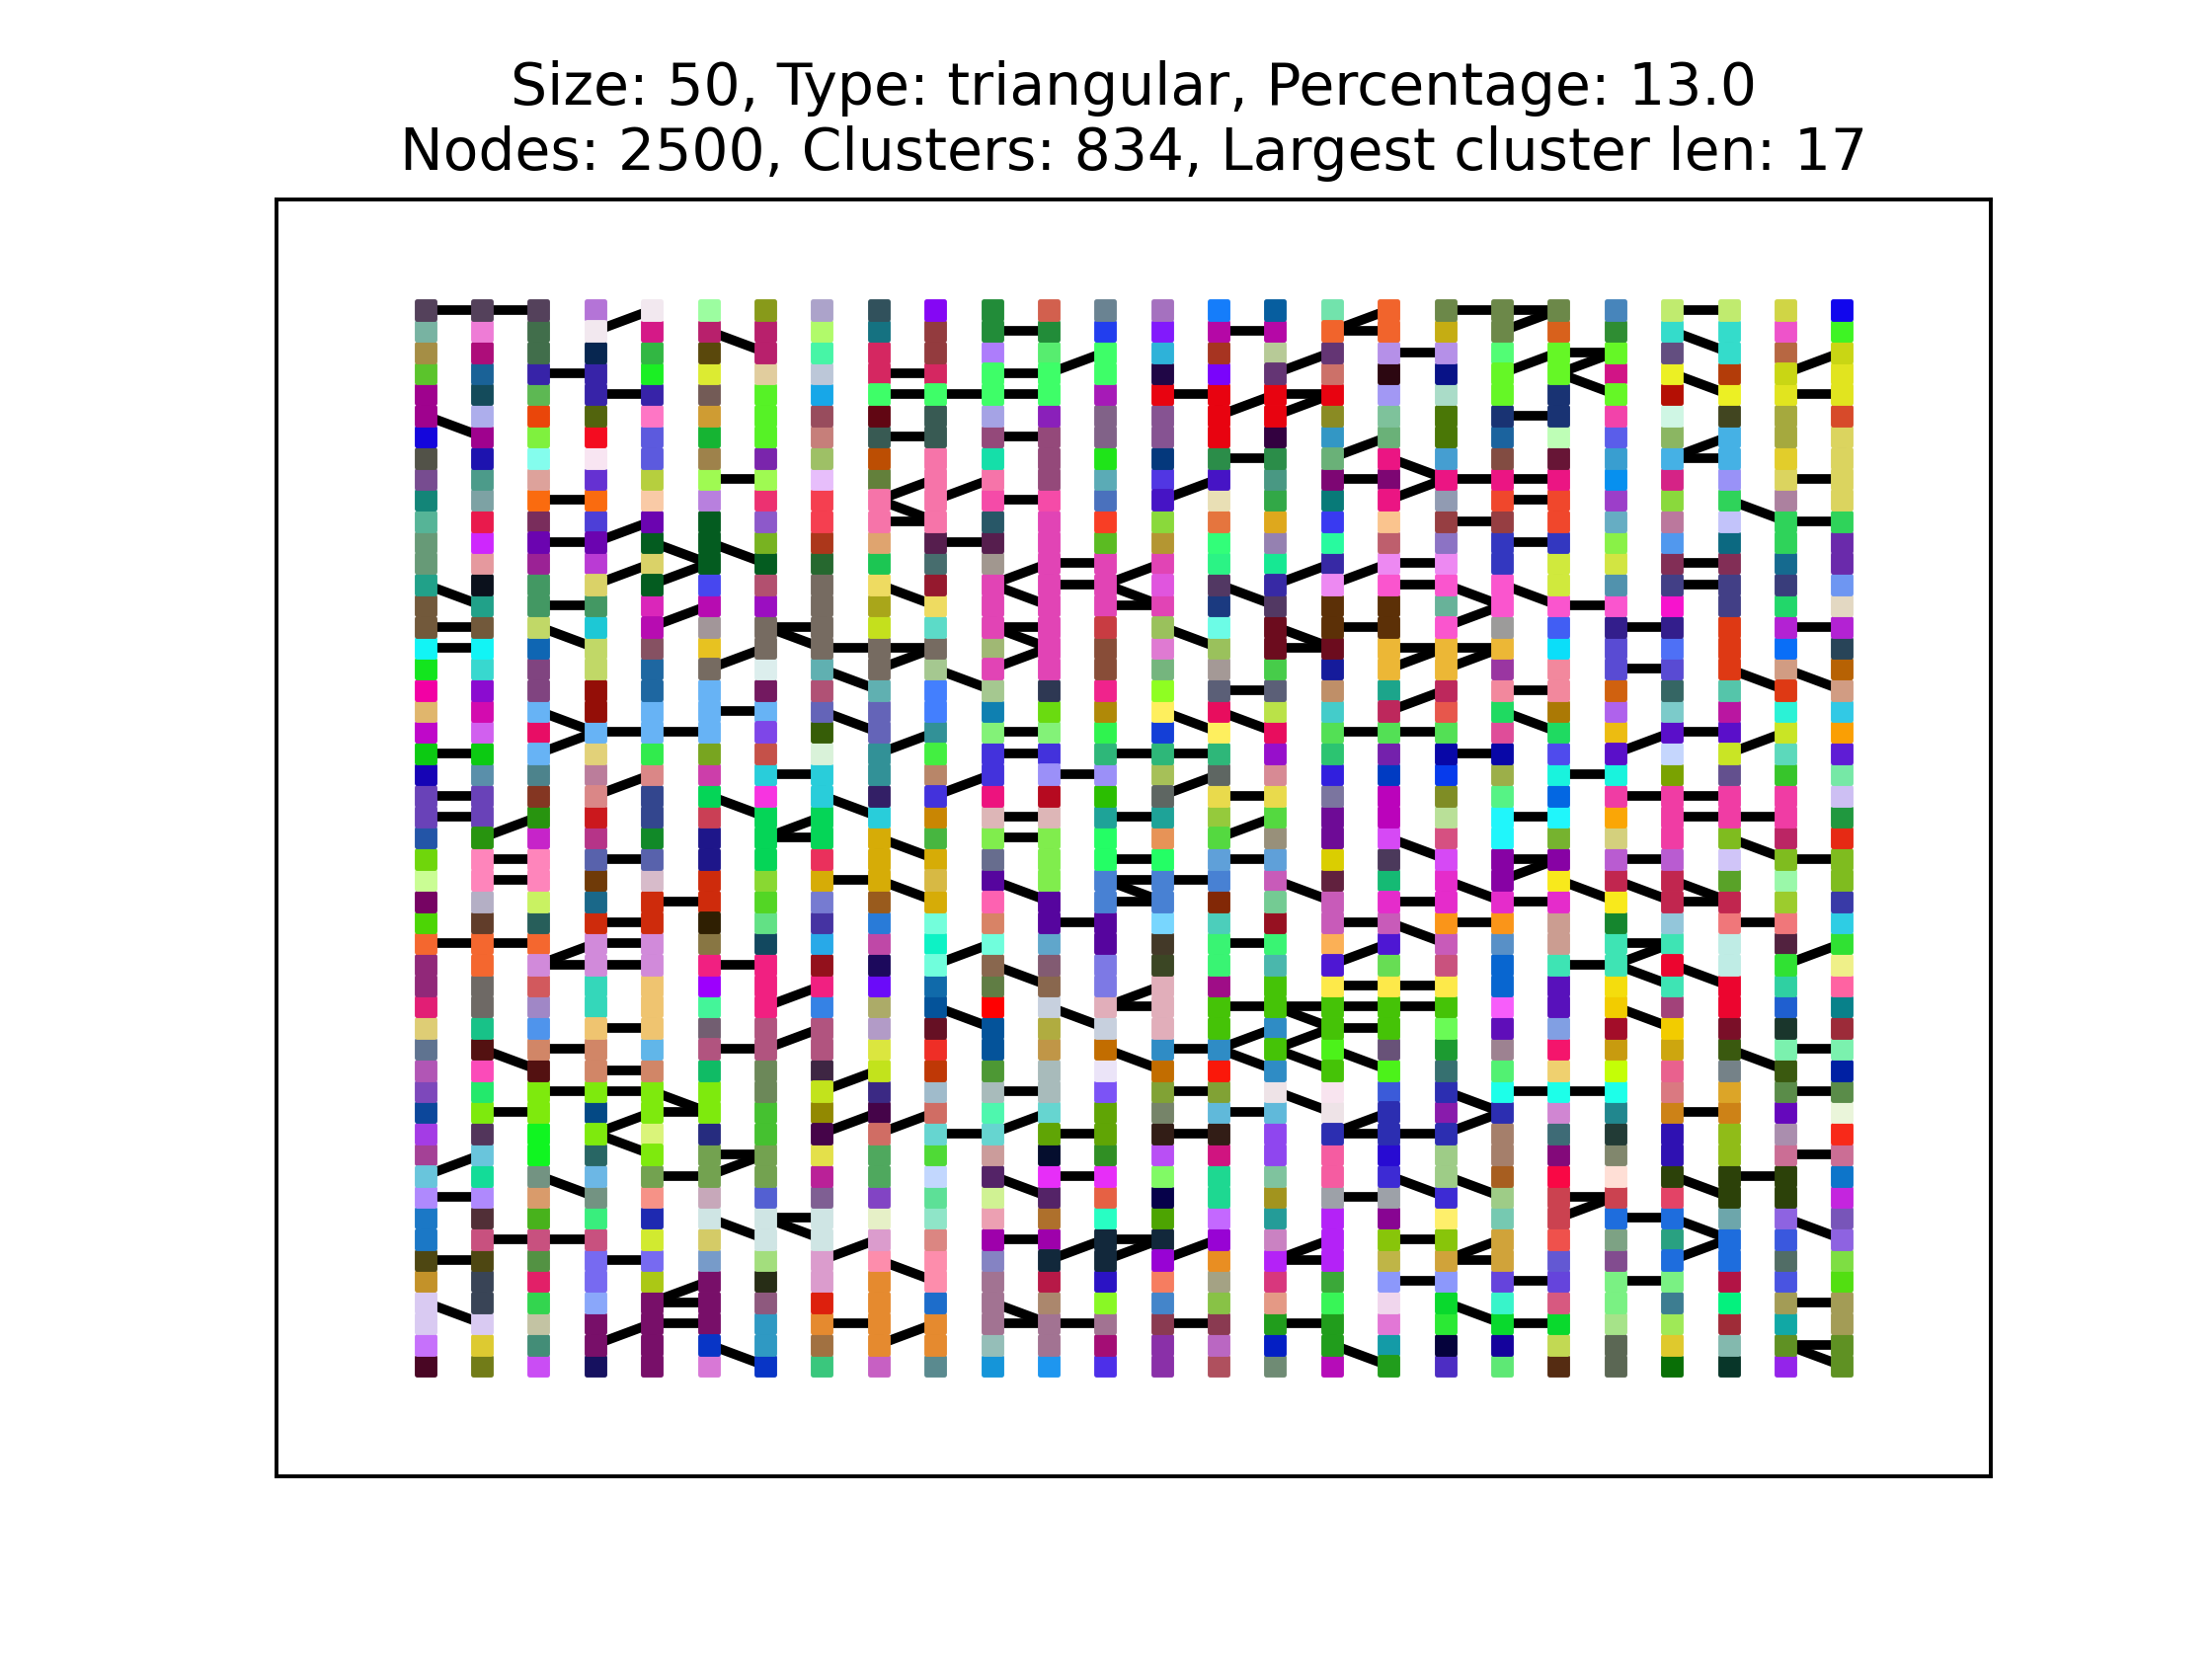 Size: 50, Type: triangular, Percentage: 13.0
Nodes: 2500, Clusters: 834, Largest cluster len: 17